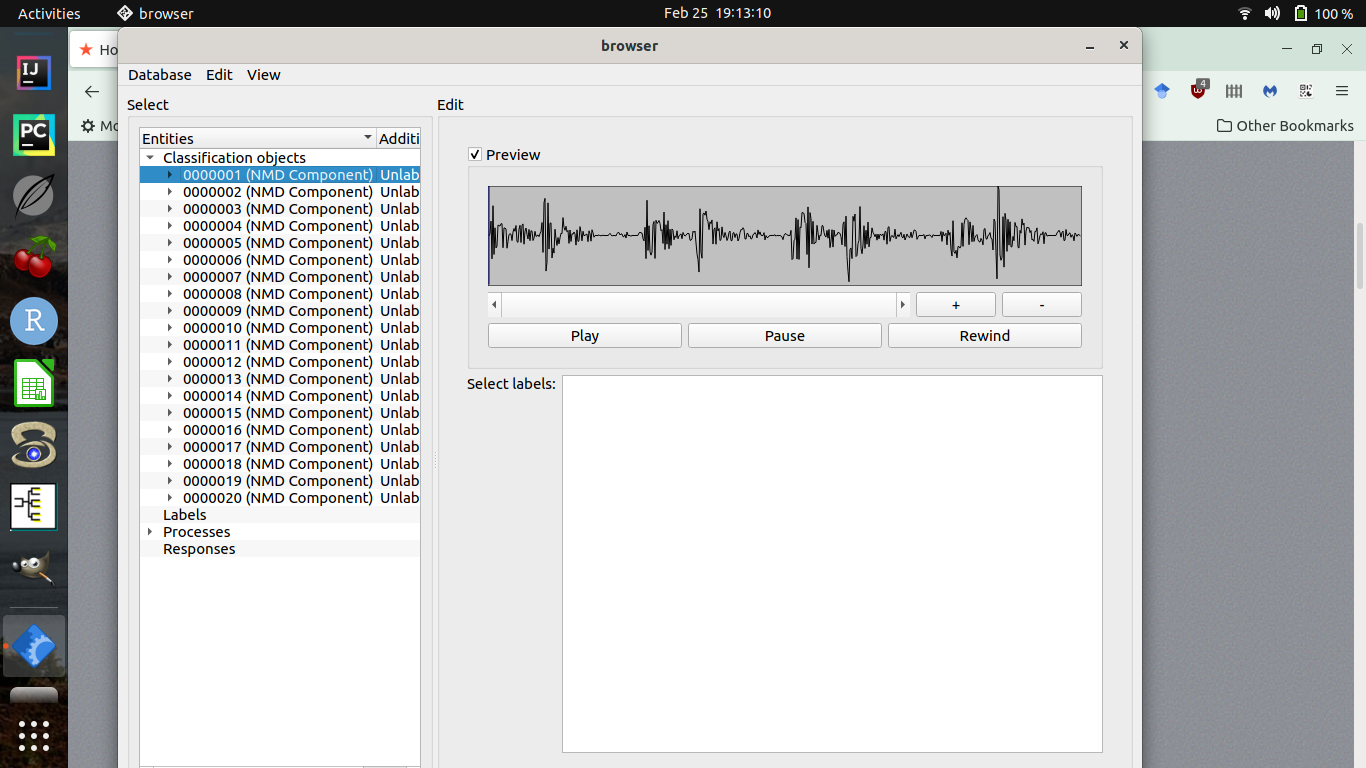 Activities browser Feb 25 19:13:10 100 %
browser
Ho
Database Edit View
4
Select Edit
Mo
Other Bookmarks
Entities Additi
Preview
Classification objects
0000001 (NMD Component) Unlab
0000002 (NMD Component) Unlab
0000003 (NMD Component) Unlab
0000004 (NMD Component) Unlab
0000005 (NMD Component) Unlab
0000006 (NMD Component) Unlab
0000007 (NMD Component) Unlab
0000008 (NMD Component) Unlab
0000009 (NMD Component) Unlab
0000010 (NMD Component) Unlab
0000011 (NMD Component) Unlab
0000012 (NMD Component) Unlab
0000013 (NMD Component) Unlab
0000014 (NMD Component) Unlab
0000015 (NMD Component) Unlab
0000016 (NMD Component) Unlab
0000017 (NMD Component) Unlab
0000018 (NMD Component) Unlab
0000019 (NMD Component) Unlab
0000020 (NMD Component) Unlab
Labels
Processes
Responses
+ -
Play Pause Rewind
Select labels:
IJ
PC
R